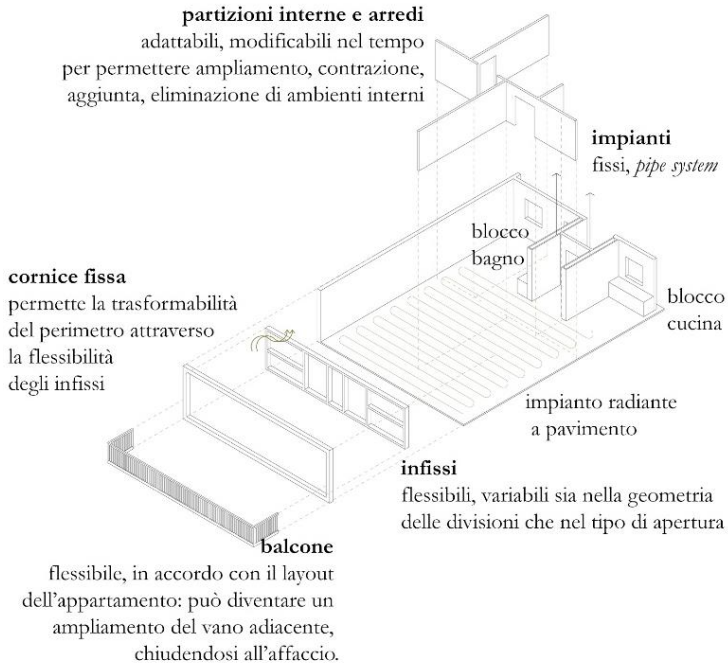 partizioni interne e arredi
adattabili, modificabili nel tempo
per permettere ampliamento, contrazione,
aggiunta, eliminazione di ambienti interni
impianti
fissi, pipe system
blocco
bagno
blocco
cucina
cornice fissa
permette la trasformabilità
del perimetro attraverso
la flessibilità
degli infissi
impianto radiante
a pavimento
infissi
flessibili, variabili sia nella geometria
delle divisioni che nel tipo di apertura
balcone
flessibile, in accordo con il layout
dell'appartamento: può diventare un
ampliamento del vano adiacente,
chiudendosi all'affaccio.